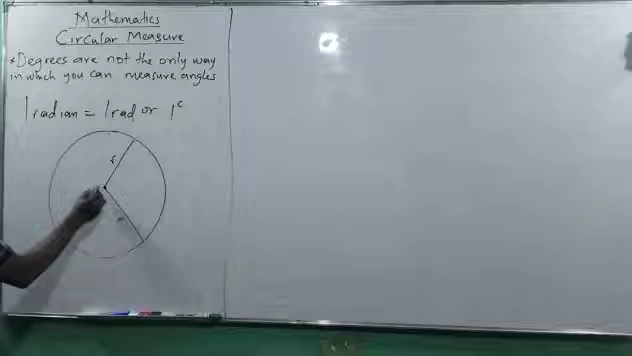 Mathematics
Circular Measure
*Degrees are not the only way
in which you can measure angles
1 radian = 1 rad or 1ᶜ
r